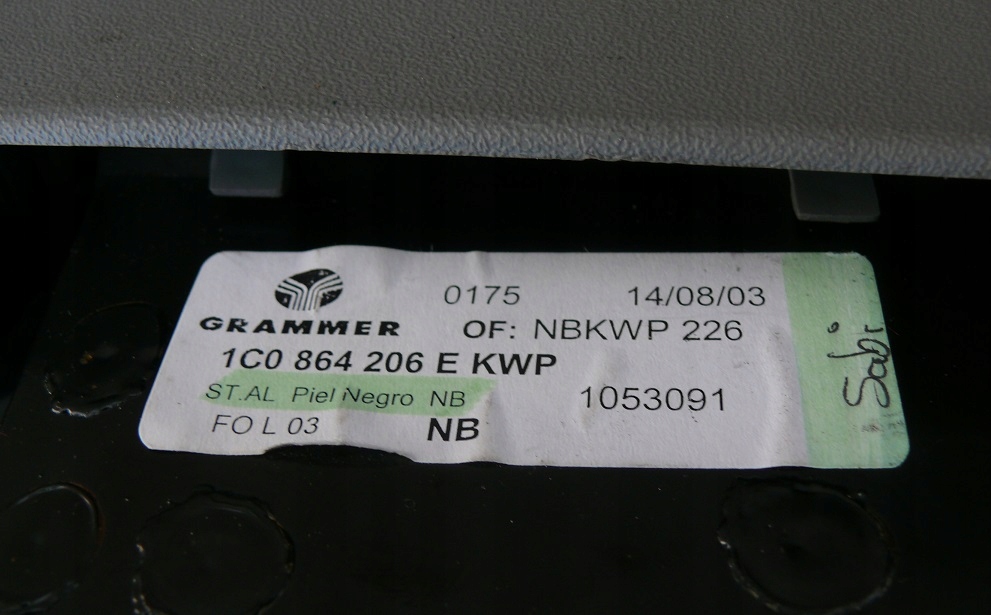 0175 14/08/03
GRAMMER OF: NBKWP 226
1C0 864 206 E KWP
ST.AL Piel Negro NB 1053091
FO L 03 NB
Sabi